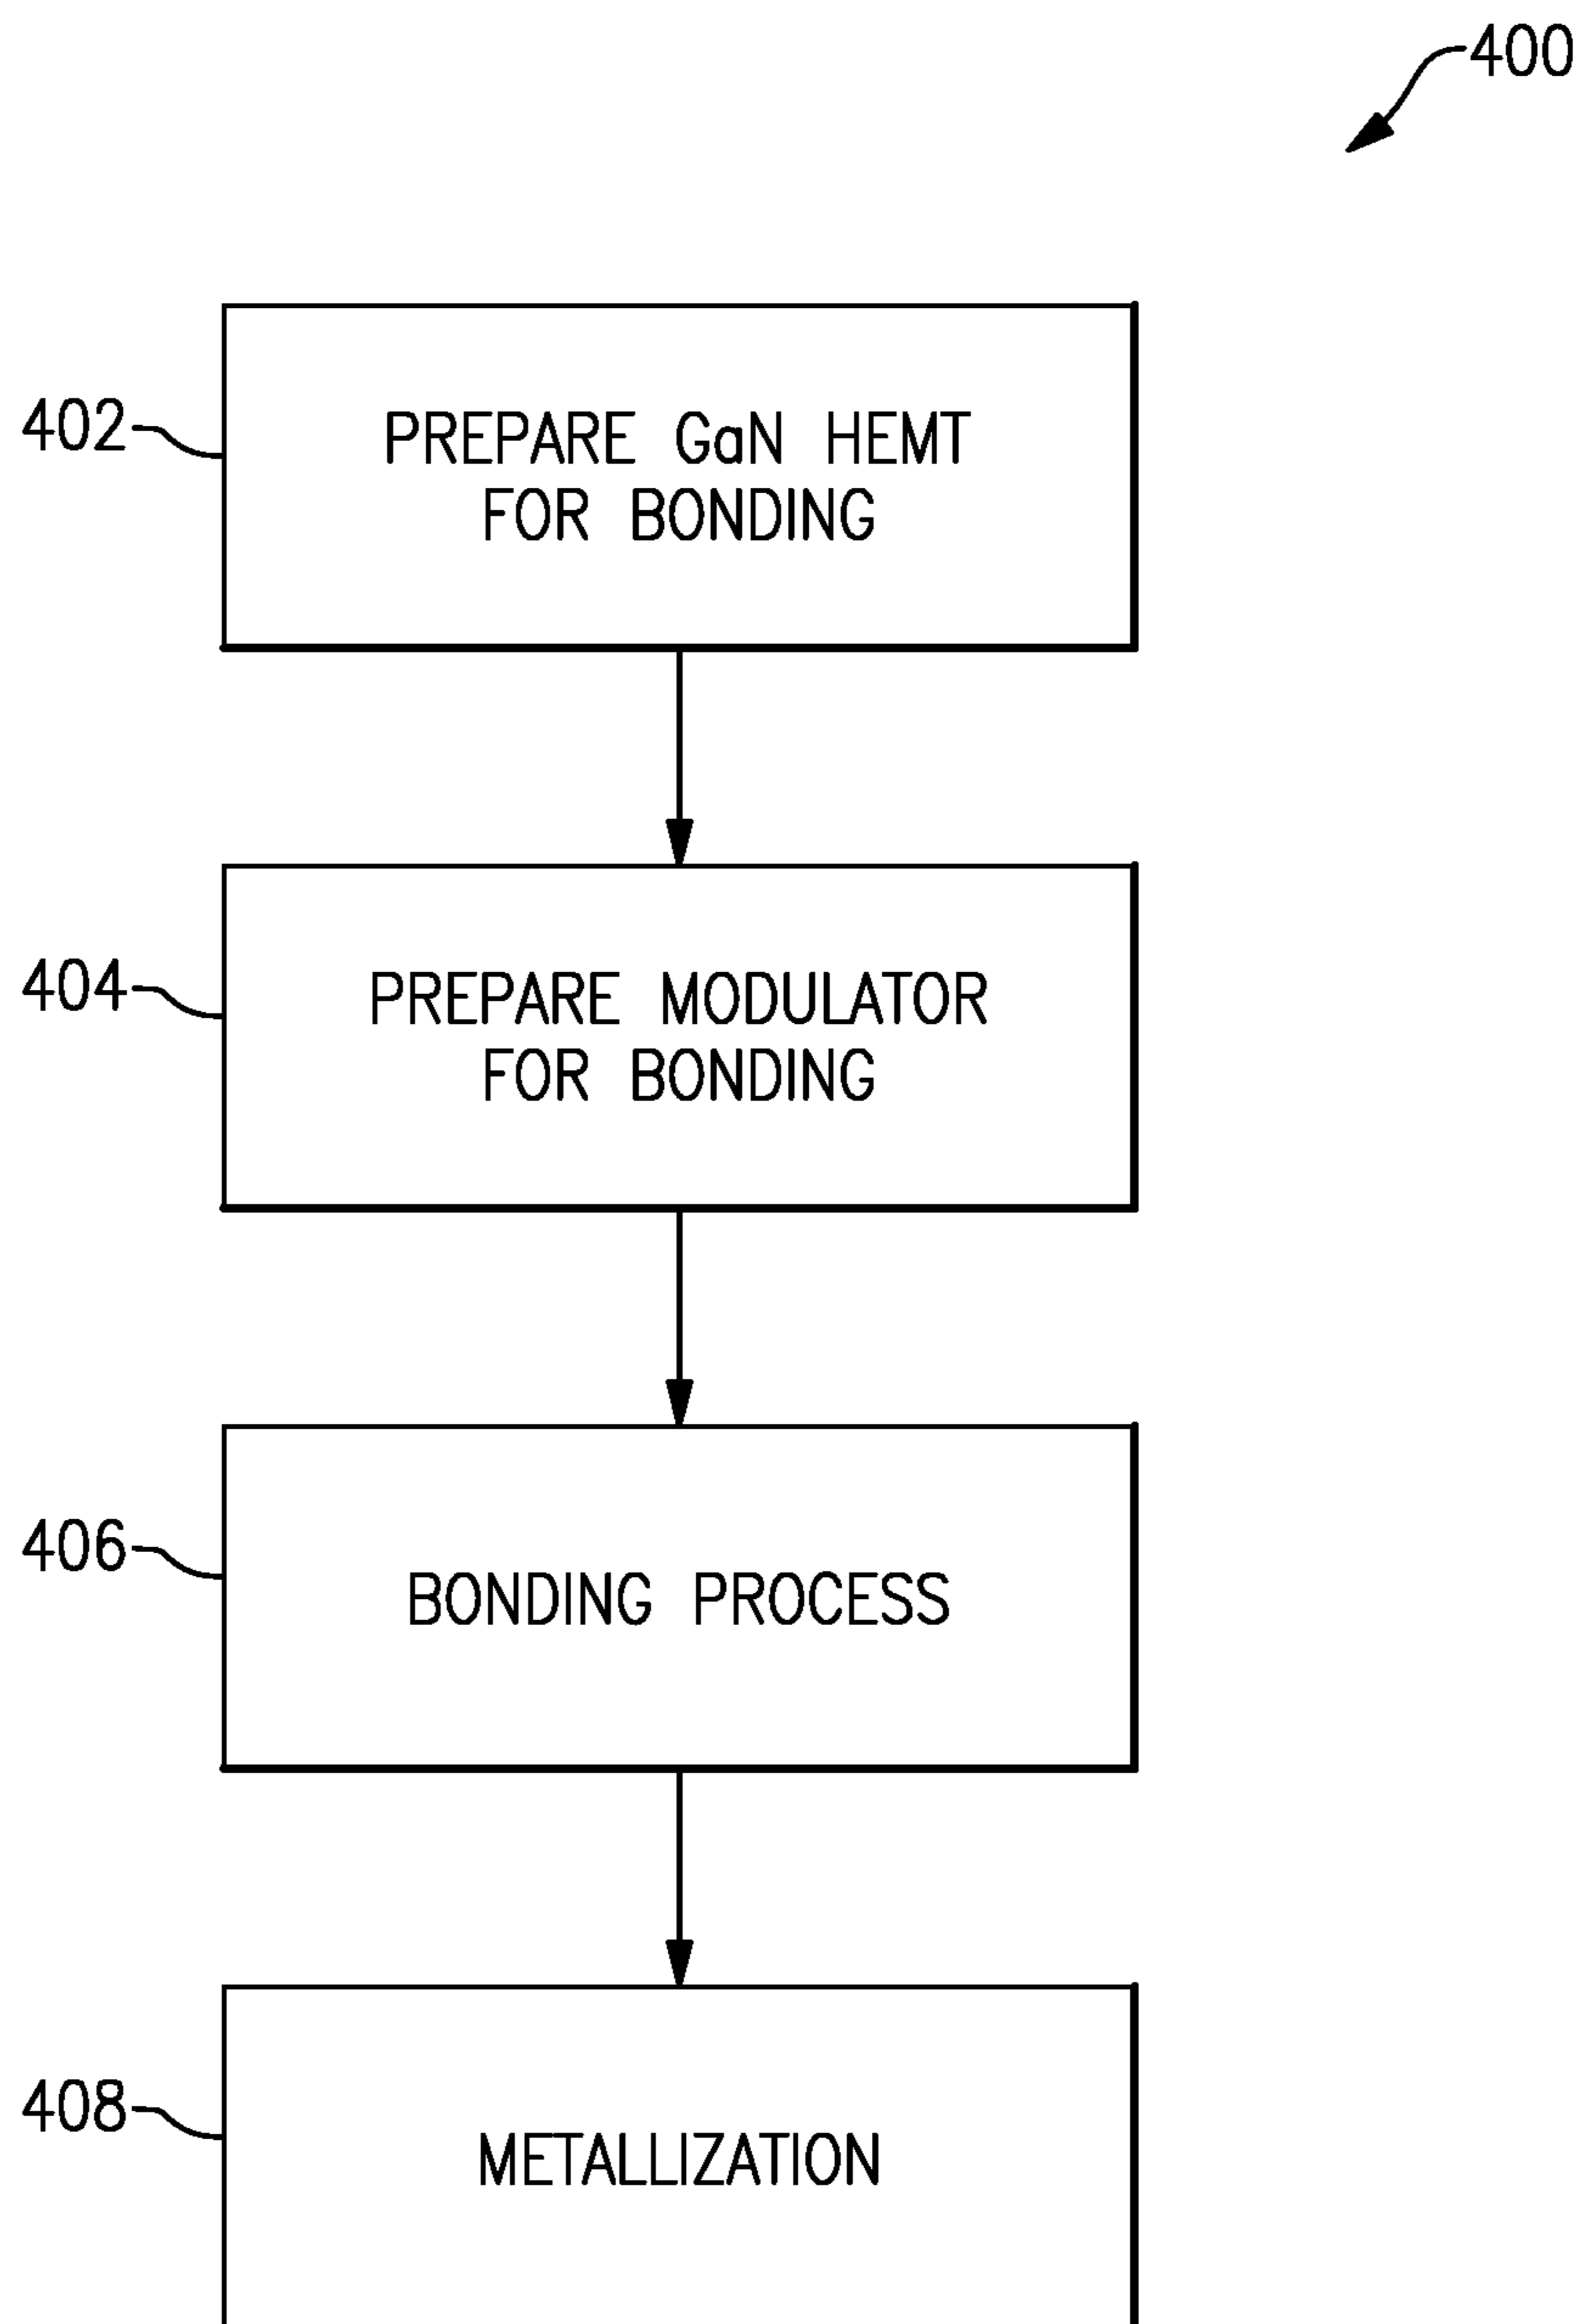 400
402
PREPARE GaN HEMT
FOR BONDING
404
PREPARE MODULATOR
FOR BONDING
406
BONDING PROCESS
408
METALLIZATION